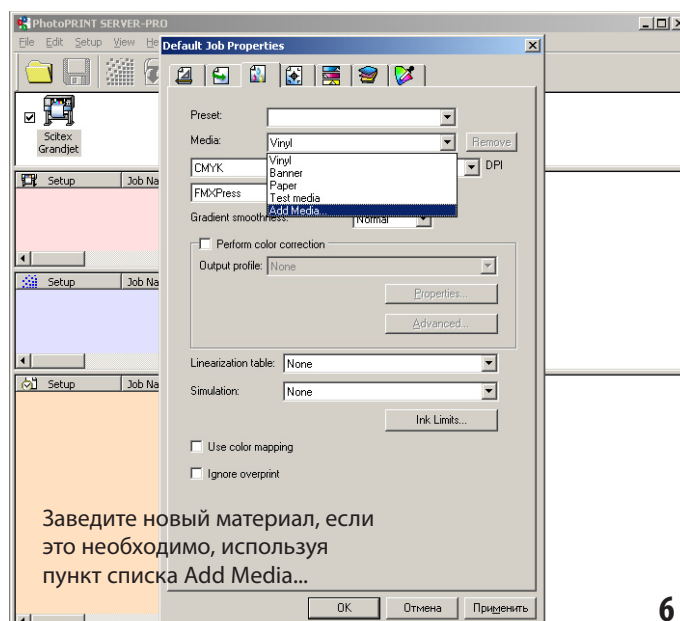 PhotoPRINT SERVER-PRO
File Edit Setup View
Default Job Properties
Scitex
Grandjet
Preset:
Media: Vinyl Remove
Vinyl
Banner
Paper
Test media
Add Media...
CMYK DPI
FMXPress
Gradient smoothness: Normal
Perform color correction
Output profile: None
Properties...
Advanced...
Linearization table: None
Simulation: None
Ink Limits...
Use color mapping
Ignore overprint
Setup Job Na
Setup Job Na
Setup Job Na
Заведите новый материал, если
это необходимо, используя
пункт списка Add Media...
OK Отмена Применить
6